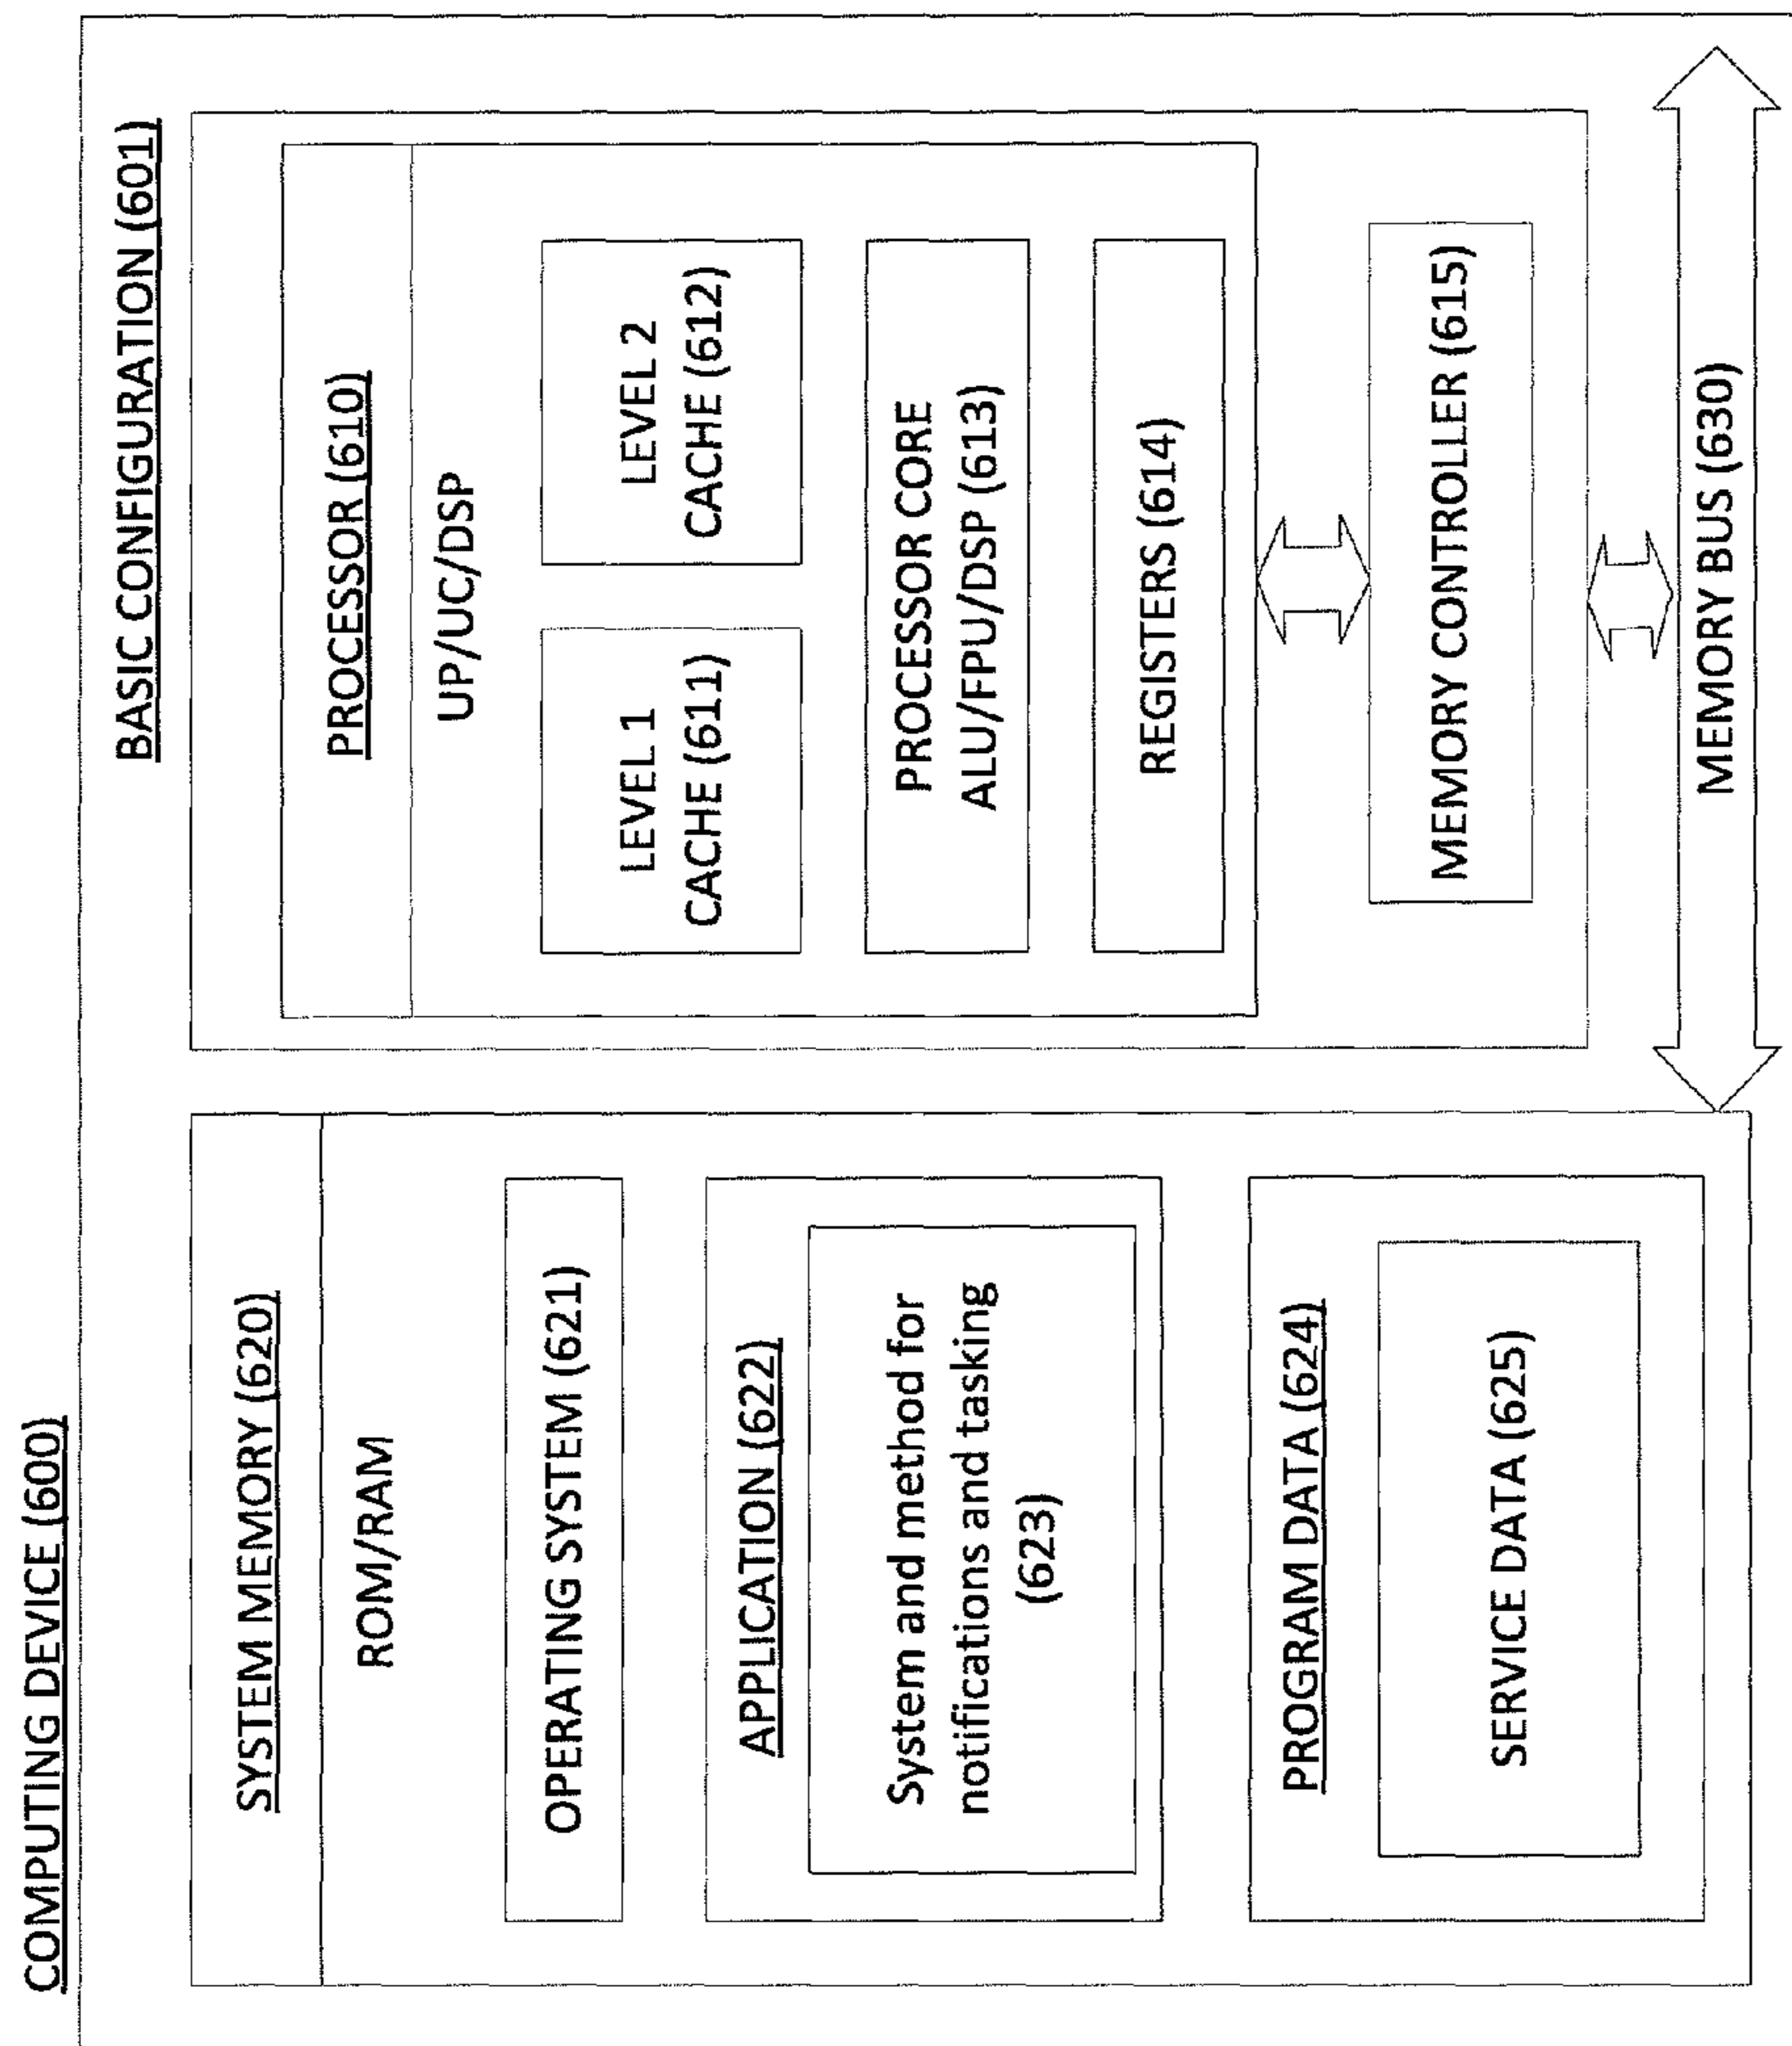 COMPUTING DEVICE (600)
SYSTEM MEMORY (620)
ROM/RAM
OPERATING SYSTEM (621)
APPLICATION (622)
System and method for
notifications and tasking
(623)
PROGRAM DATA (624)
SERVICE DATA (625)
BASIC CONFIGURATION (601)
PROCESSOR (610)
UP/UC/DSP
LEVEL 1
CACHE (611)
LEVEL 2
CACHE (612)
PROCESSOR CORE
ALU/FPU/DSP (613)
REGISTERS (614)
MEMORY CONTROLLER (615)
MEMORY BUS (630)